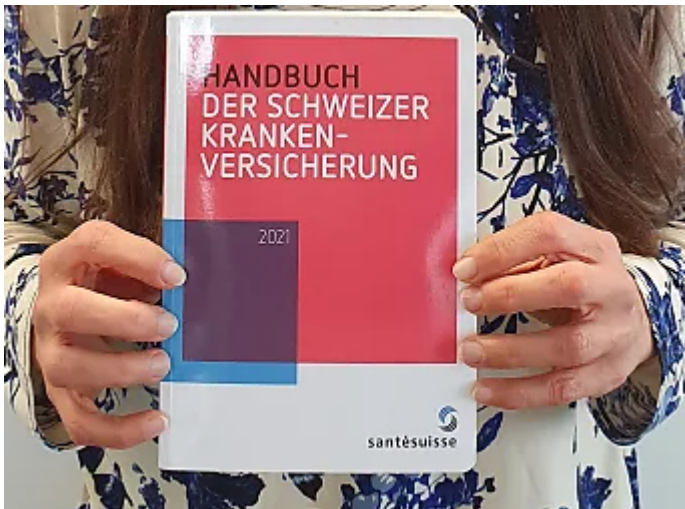 HANDBUCH
DER SCHWEIZER
KRANKEN-
VERSICHERUNG
2021
santésuisse